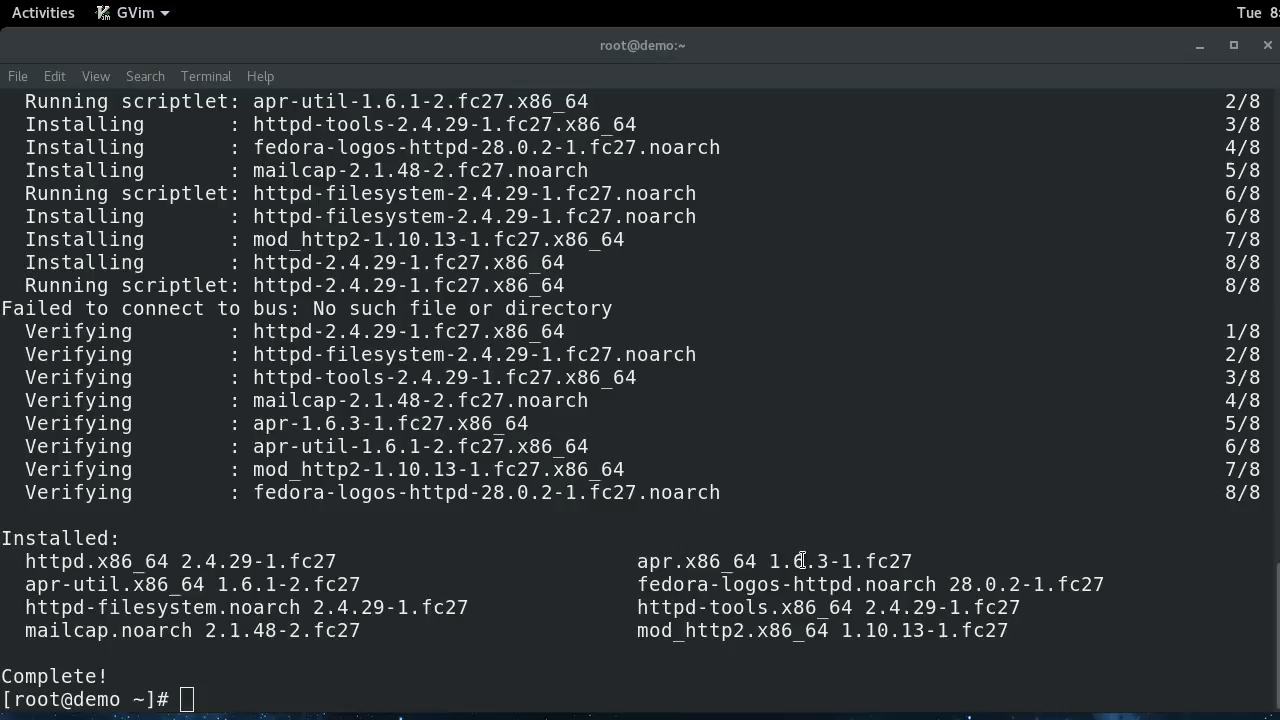 Activities GVim Tue 8:
root@demo:~
File Edit View Search Terminal Help
Running scriptlet: apr-util-1.6.1-2.fc27.x86_64 2/8
Installing : httpd-tools-2.4.29-1.fc27.x86_64 3/8
Installing : fedora-logos-httpd-28.0.2-1.fc27.noarch 4/8
Installing : mailcap-2.1.48-2.fc27.noarch 5/8
Running scriptlet: httpd-filesystem-2.4.29-1.fc27.noarch 6/8
Installing : httpd-filesystem-2.4.29-1.fc27.noarch 6/8
Installing : mod_http2-1.10.13-1.fc27.x86_64 7/8
Installing : httpd-2.4.29-1.fc27.x86_64 8/8
Running scriptlet: httpd-2.4.29-1.fc27.x86_64 8/8
Failed to connect to bus: No such file or directory
Verifying : httpd-2.4.29-1.fc27.x86_64 1/8
Verifying : httpd-filesystem-2.4.29-1.fc27.noarch 2/8
Verifying : httpd-tools-2.4.29-1.fc27.x86_64 3/8
Verifying : mailcap-2.1.48-2.fc27.noarch 4/8
Verifying : apr-1.6.3-1.fc27.x86_64 5/8
Verifying : apr-util-1.6.1-2.fc27.x86_64 6/8
Verifying : mod_http2-1.10.13-1.fc27.x86_64 7/8
Verifying : fedora-logos-httpd-28.0.2-1.fc27.noarch 8/8
Installed:
httpd.x86_64 2.4.29-1.fc27 apr.x86_64 1.6.3-1.fc27
apr-util.x86_64 1.6.1-2.fc27 fedora-logos-httpd.noarch 28.0.2-1.fc27
httpd-filesystem.noarch 2.4.29-1.fc27 httpd-tools.x86_64 2.4.29-1.fc27
mailcap.noarch 2.1.48-2.fc27 mod_http2.x86_64 1.10.13-1.fc27
Complete!
[root@demo ~]#